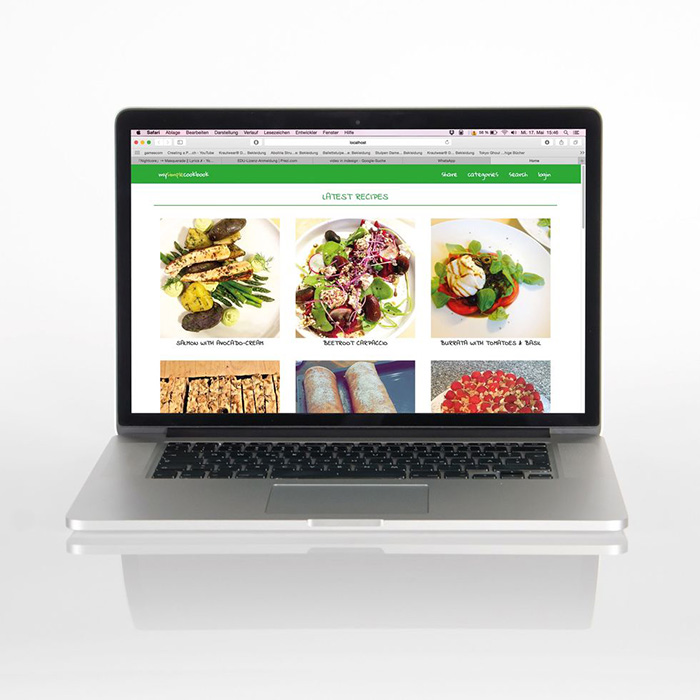 Safari Ablage Bearbeiten Darstellung Verlauf Lesezeichen Entwickler Fenster Hilfe Mi. 17. Mai 15:46
localhost
WhatsApp Home
mysimplecookbook share categories search login
LATEST RECIPES
SALMON WITH AVOCADO-CREAM BEETROOT CARPACCIO BURRATA WITH TOMATOES & BASIL